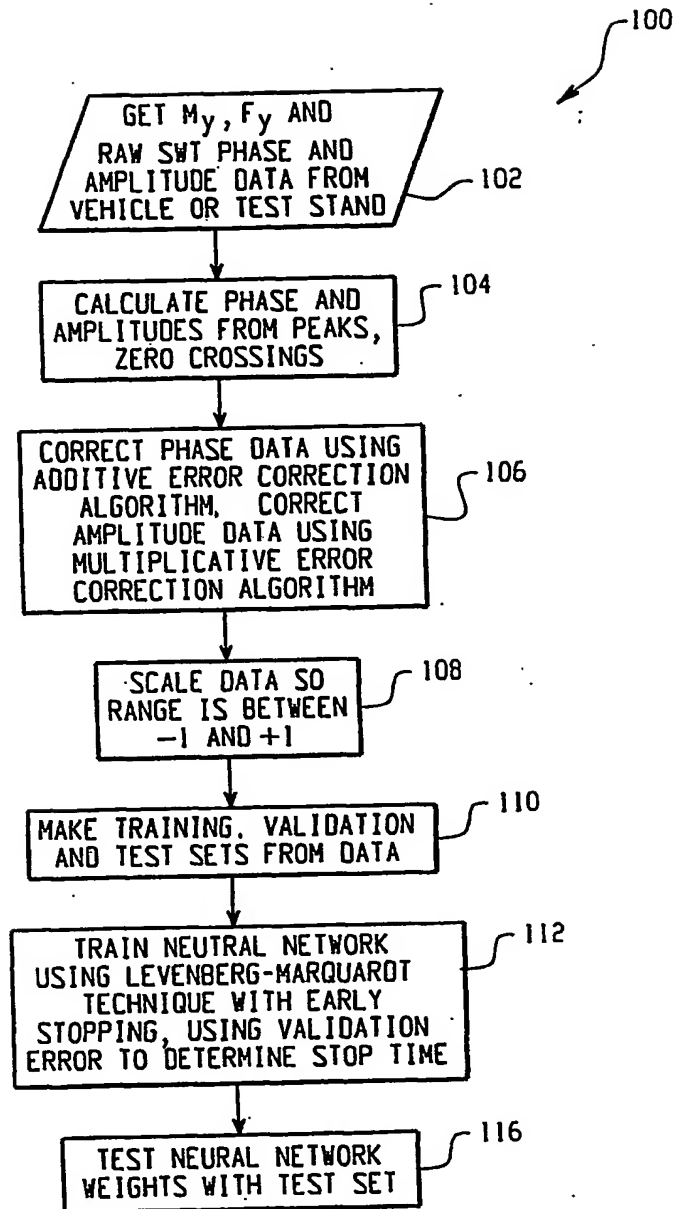 100
GET My, Fy AND
RAW SWT PHASE AND
AMPLITUDE DATA FROM
VEHICLE OR TEST STAND
102
CALCULATE PHASE AND
AMPLITUDES FROM PEAKS,
ZERO CROSSINGS
104
CORRECT PHASE DATA USING
ADDITIVE ERROR CORRECTION
ALGORITHM. CORRECT
AMPLITUDE DATA USING
MULTIPLICATIVE ERROR
CORRECTION ALGORITHM
106
SCALE DATA SO
RANGE IS BETWEEN
-1 AND +1
108
MAKE TRAINING. VALIDATION
AND TEST SETS FROM DATA
110
TRAIN NEUTRAL NETWORK
USING LEVENBERG-MARQUARDT
TECHNIQUE WITH EARLY
STOPPING, USING VALIDATION
ERROR TO DETERMINE STOP TIME
112
TEST NEURAL NETWORK
WEIGHTS WITH TEST SET
116